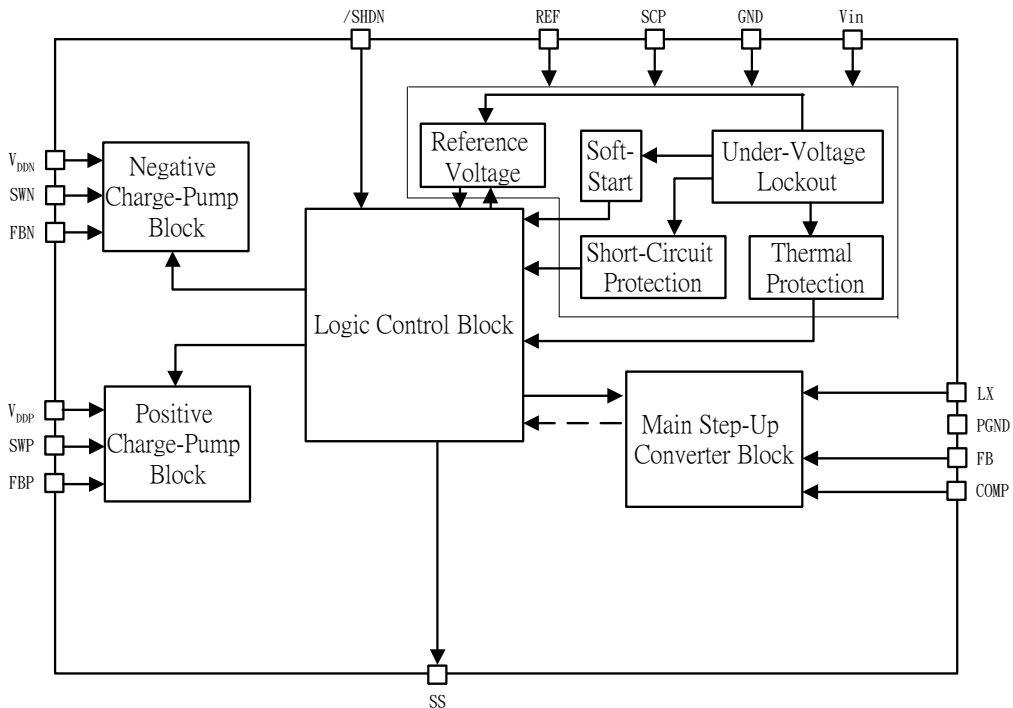 /SHDN
REF
SCP
GND
Vin
Reference
Voltage
Soft-
Start
Under-Voltage
Lockout
V_DDN
SWN
FBN
Negative
Charge-Pump
Block
Short-Circuit
Protection
Thermal
Protection
Logic Control Block
V_DDP
SWP
FBP
Positive
Charge-Pump
Block
Main Step-Up
Converter Block
LX
PGND
FB
COMP
SS